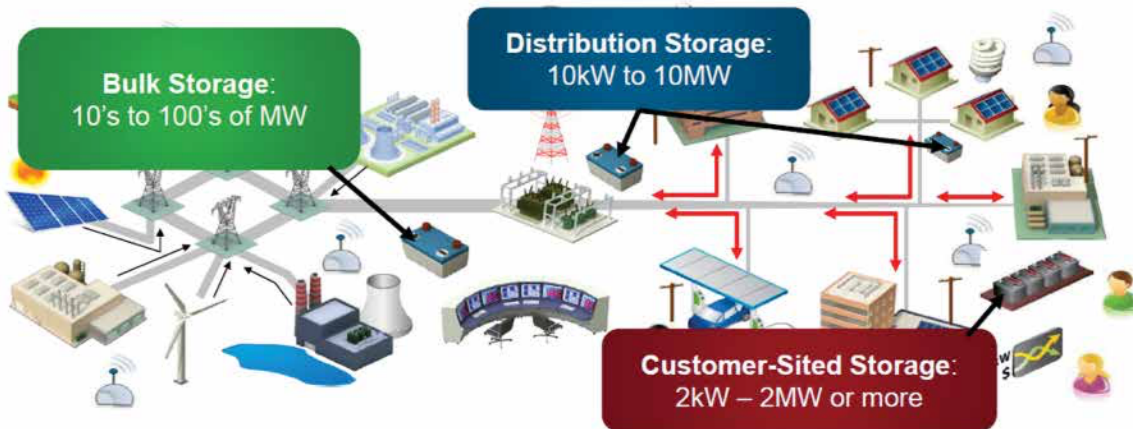 Bulk Storage:
10's to 100's of MW
Distribution Storage:
10kW to 10MW
Customer-Sited Storage:
2kW – 2MW or more
W
S